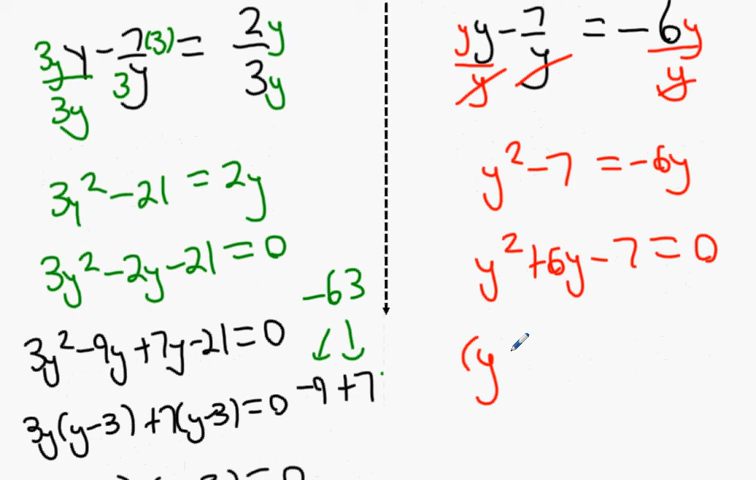 3y/3y y - 7(3)/3y = 2y/3y
3y² - 21 = 2y
3y² - 2y - 21 = 0
-63
3y² - 9y + 7y - 21 = 0
-9 +7
3y(y-3) + 7(y-3) = 0
yy/y - 7/y = -6y/y
y² - 7 = -6y
y² + 6y - 7 = 0
(y